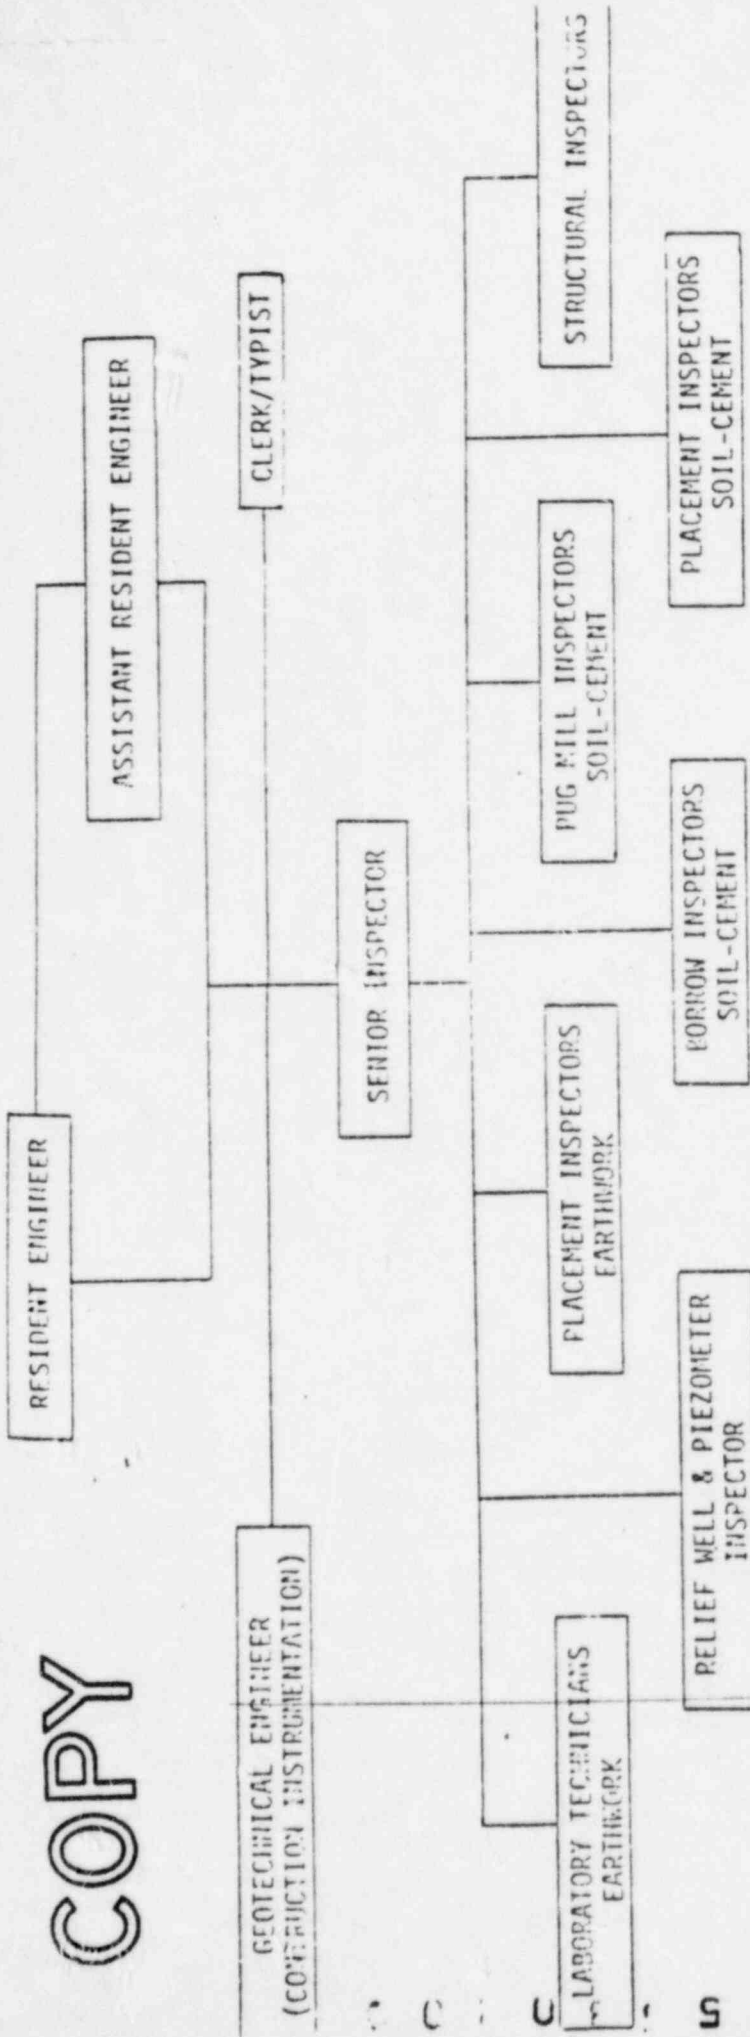 COPY
RESIDENT ENGINEER
ASSISTANT RESIDENT ENGINEER
GEOTECHNICAL ENGINEER
(CONSTRUCTION INSTRUMENTATION)
CLERK/TYPIST
SENIOR INSPECTOR
LABORATORY TECHNICIANS
EARTHWORK
PLACEMENT INSPECTORS
EARTHWORK
PUG MILL INSPECTORS
SOIL-CEMENT
STRUCTURAL INSPECTORS
RELIEF WELL & PIEZOMETER
INSPECTOR
BORROW INSPECTORS
SOIL-CEMENT
PLACEMENT INSPECTORS
SOIL-CEMENT